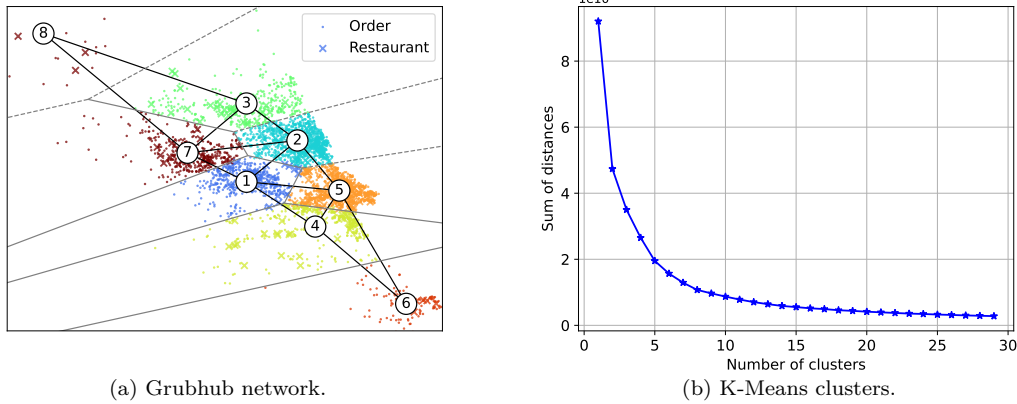 8
Order
Restaurant
3
2
7
1
5
4
6
(a) Grubhub network.
8
6
4
2
0
Sum of distances
0 5 10 15 20 25 30
Number of clusters
(b) K-Means clusters.